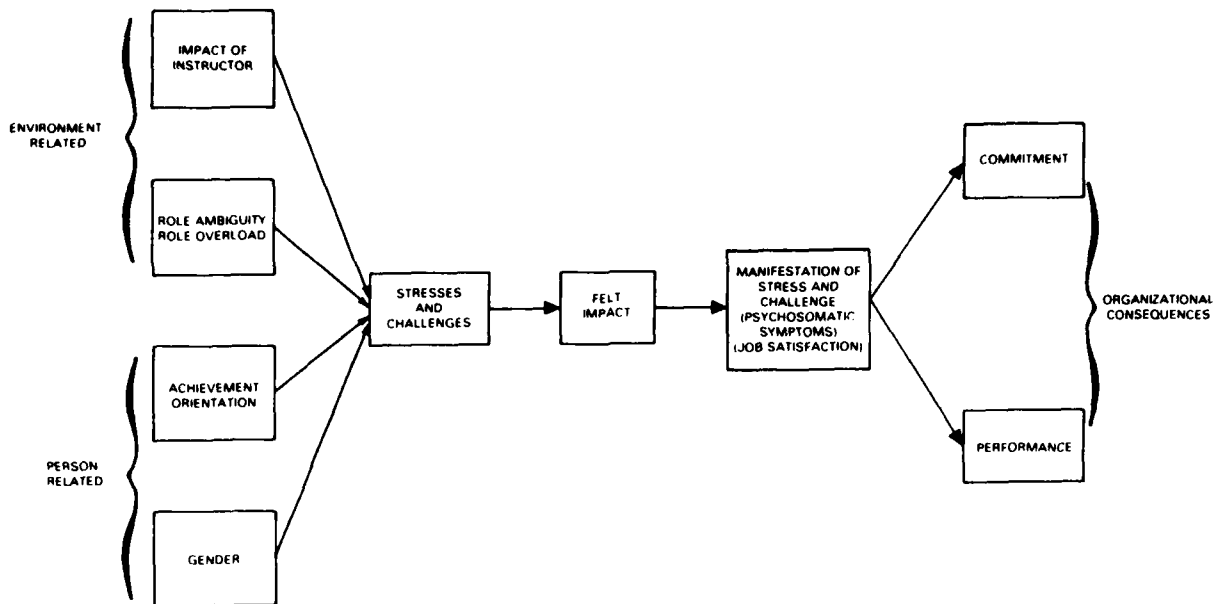 IMPACT OF
INSTRUCTOR
ENVIRONMENT
RELATED
ROLE AMBIGUITY
ROLE OVERLOAD
ACHIEVEMENT
ORIENTATION
PERSON
RELATED
GENDER
STRESSES
AND
CHALLENGES
FELT
IMPACT
MANIFESTATION OF
STRESS AND
CHALLENGE
(PSYCHOSOMATIC
SYMPTOMS)
(JOB SATISFACTION)
COMMITMENT
PERFORMANCE
ORGANIZATIONAL
CONSEQUENCES